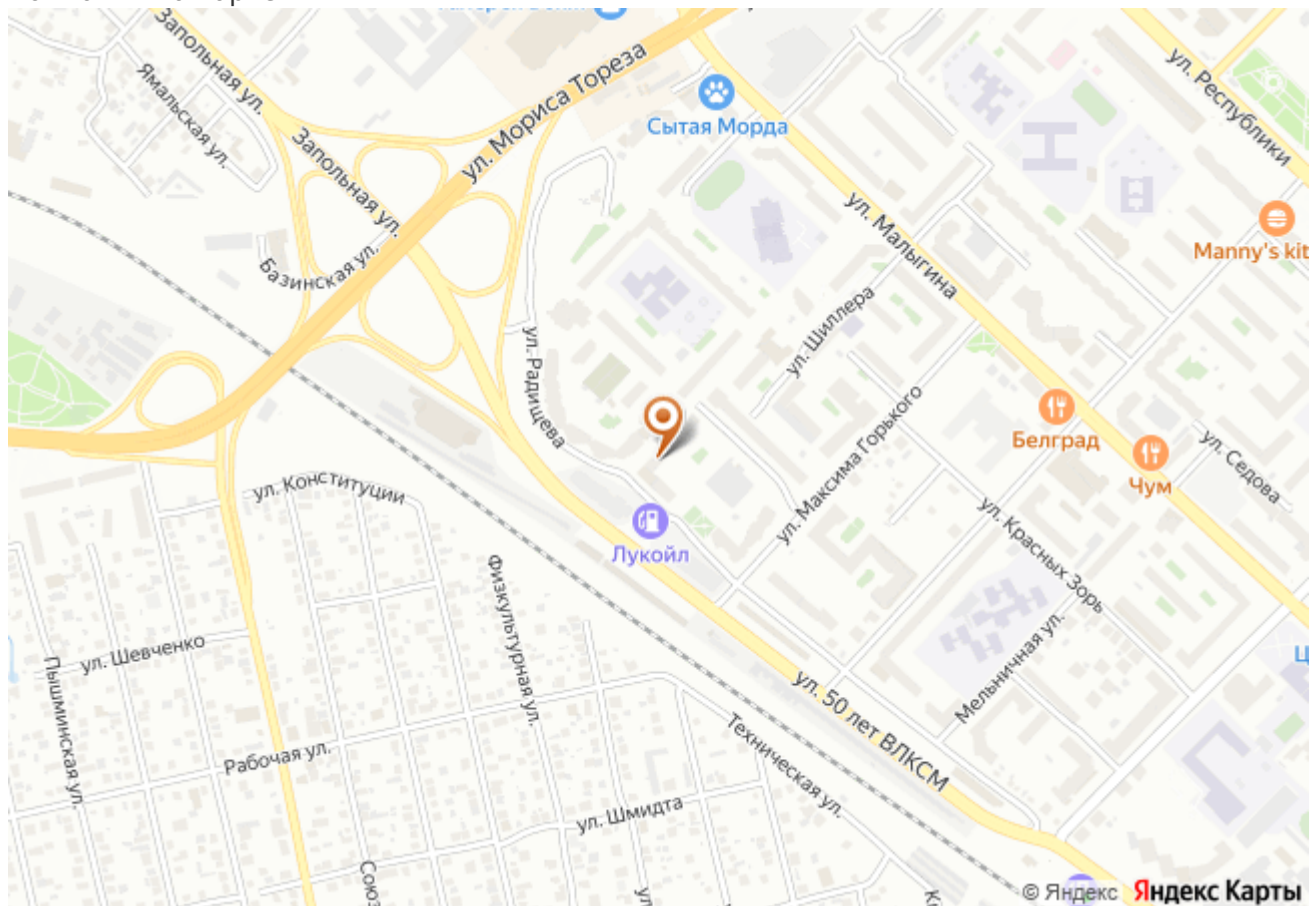 Запольная ул.
ул. Мориса Тореза
Сытая Морда
ул. Республики
Ямальская ул.
Запольная ул.
ул. Малыгина
Manny's kit
Базинская ул.
ул. Шиллера
ул. Радищева
ул. Максима Горького
Белград
Чум
ул. Седова
ул. Конституции
Лукойл
ул. Красных Зорь
Физкультурная ул.
ул. Шевченко
Пышминская ул.
Мельничная ул.
Ц
ул. 50 лет ВЛКСМ
Рабочая ул.
Техническая ул.
ул. Шмидта
Союз
ул.
© Яндекс Яндекс Карты